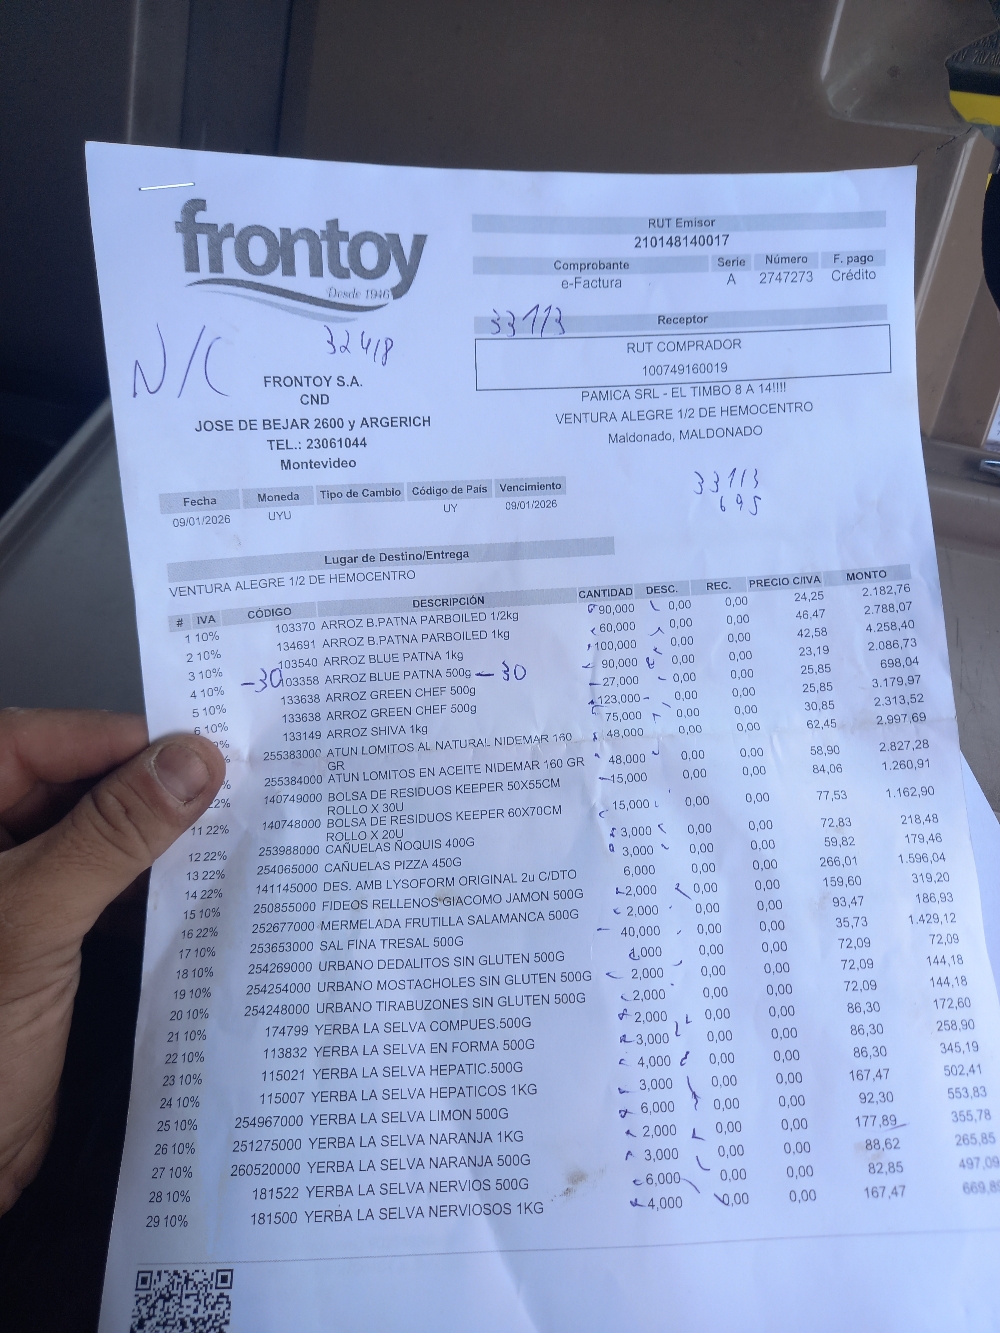 frontoy
Desde 1946
N/C
32418
FRONTOY S.A.
CND
JOSE DE BEJAR 2600 y ARGERICH
TEL.: 23061044
Montevideo
RUT Emisor
210148140017
Comprobante Serie Número F. pago
e-Factura A 2747273 Crédito
33113
Receptor
RUT COMPRADOR
100749160019
PAMICA SRL - EL TIMBO 8 A 14!!!!
VENTURA ALEGRE 1/2 DE HEMOCENTRO
Maldonado, MALDONADO
33113
695
Fecha Moneda Tipo de Cambio Código de País Vencimiento
09/01/2026 UYU UY 09/01/2026
Lugar de Destino/Entrega
VENTURA ALEGRE 1/2 DE HEMOCENTRO
# IVA CÓDIGO DESCRIPCIÓN CANTIDAD DESC. REC. PRECIO C/IVA MONTO
1 10% 103370 ARROZ B.PATNA PARBOILED 1/2kg 90,000 0,00 0,00 24,25 2.182,76
2 10% 134691 ARROZ B.PATNA PARBOILED 1kg 60,000 0,00 0,00 46,47 2.788,07
3 10% 103540 ARROZ BLUE PATNA 1kg 100,000 0,00 0,00 42,58 4.258,40
4 10% -30 103358 ARROZ BLUE PATNA 500g - 30 90,000 0,00 0,00 23,19 2.086,73
5 10% 133638 ARROZ GREEN CHEF 500g 27,000 0,00 0,00 25,85 698,04
6 10% 133638 ARROZ GREEN CHEF 500g 123,000 0,00 0,00 25,85 3.179,97
% 133149 ARROZ SHIVA 1kg 75,000 0,00 0,00 30,85 2.313,52
255383000 ATUN LOMITOS AL NATURAL NIDEMAR 160 GR 48,000 0,00 0,00 62,45 2.997,69
% 255384000 ATUN LOMITOS EN ACEITE NIDEMAR 160 GR 48,000 0,00 0,00 58,90 2.827,28
22% 140749000 BOLSA DE RESIDUOS KEEPER 50X55CM ROLLO X 30U 15,000 0,00 0,00 84,06 1.260,91
11 22% 140748000 BOLSA DE RESIDUOS KEEPER 60X70CM ROLLO X 20U 15,000 0,00 0,00 77,53 1.162,90
12 22% 253988000 CAÑUELAS ÑOQUIS 400G 3,000 0,00 0,00 72,83 218,48
13 22% 254065000 CAÑUELAS PIZZA 450G 3,000 0,00 0,00 59,82 179,46
14 22% 141145000 DES. AMB LYSOFORM ORIGINAL 2u C/DTO 6,000 0,00 0,00 266,01 1.596,04
15 10% 250855000 FIDEOS RELLENOS GIACOMO JAMON 500G 2,000 0,00 0,00 159,60 319,20
16 22% 252677000 MERMELADA FRUTILLA SALAMANCA 500G 2,000 0,00 0,00 93,47 186,93
17 10% 253653000 SAL FINA TRESAL 500G 40,000 0,00 0,00 35,73 1.429,12
18 10% 254269000 URBANO DEDALITOS SIN GLUTEN 500G 1,000 0,00 0,00 72,09 72,09
19 10% 254254000 URBANO MOSTACHOLES SIN GLUTEN 500G 2,000 0,00 0,00 72,09 144,18
20 10% 254248000 URBANO TIRABUZONES SIN GLUTEN 500G 2,000 0,00 0,00 72,09 144,18
21 10% 174799 YERBA LA SELVA COMPUES.500G 2,000 0,00 0,00 86,30 172,60
22 10% 113832 YERBA LA SELVA EN FORMA 500G 3,000 0,00 0,00 86,30 258,90
23 10% 115021 YERBA LA SELVA HEPATIC.500G 4,000 0,00 0,00 86,30 345,19
24 10% 115007 YERBA LA SELVA HEPATICOS 1KG 3,000 0,00 0,00 167,47 502,41
25 10% 254967000 YERBA LA SELVA LIMON 500G 6,000 0,00 0,00 92,30 553,83
26 10% 251275000 YERBA LA SELVA NARANJA 1KG 2,000 0,00 0,00 177,89 355,78
27 10% 260520000 YERBA LA SELVA NARANJA 500G 3,000 0,00 0,00 88,62 265,85
28 10% 181522 YERBA LA SELVA NERVIOS 500G 6,000 0,00 0,00 82,85 497,09
29 10% 181500 YERBA LA SELVA NERVIOSOS 1KG 4,000 0,00 0,00 167,47 669,8